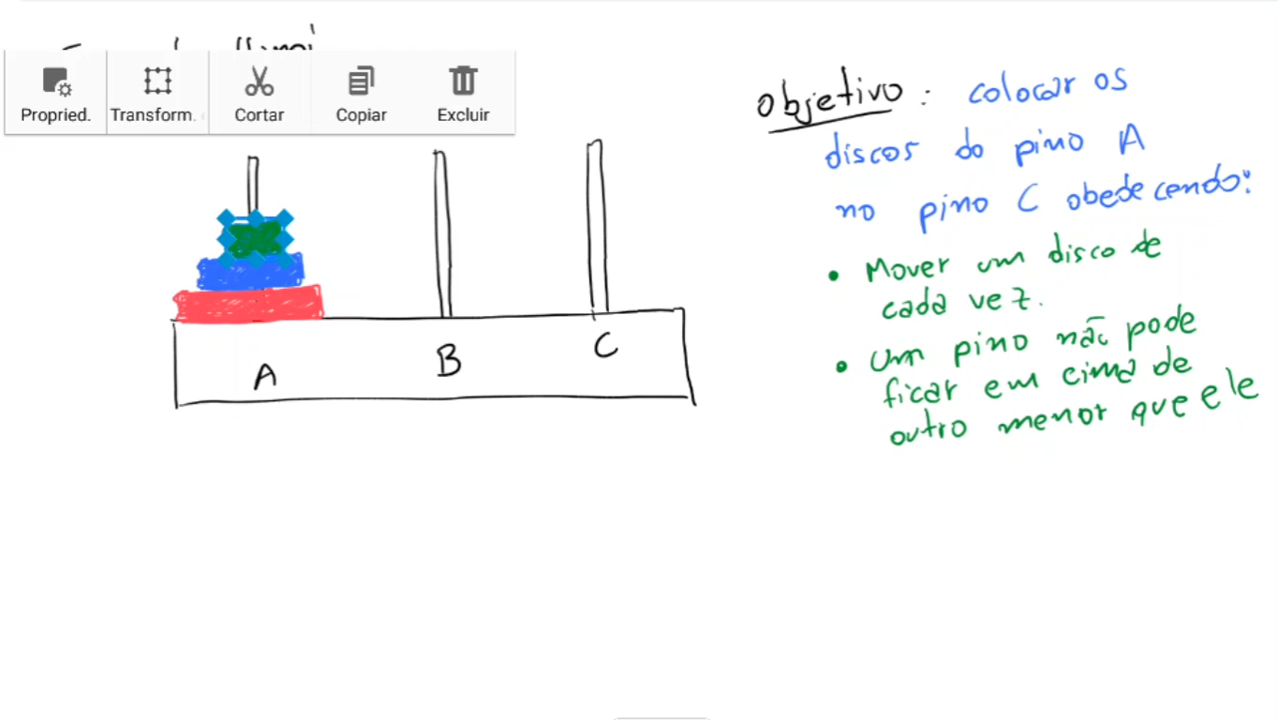 Propried.
Transform.
Cortar
Copiar
Excluir
Objetivo: colocar os
discos do pino A
no pino C obedecendo:
• Mover um disco de
cada vez.
• Um pino não pode
ficar em cima de
outro menor que ele
A
B
C